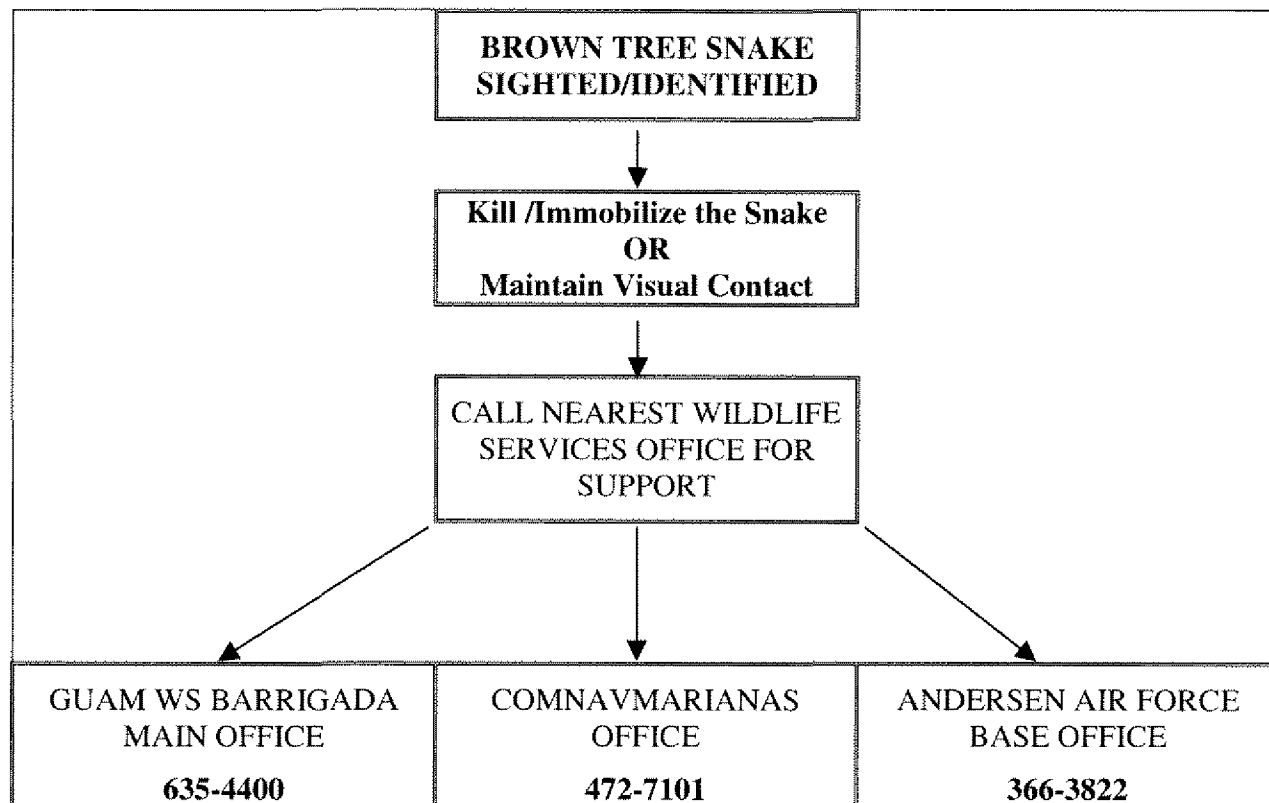 BROWN TREE SNAKE
SIGHTED/IDENTIFIED
Kill /Immobilize the Snake
OR
Maintain Visual Contact
CALL NEAREST WILDLIFE
SERVICES OFFICE FOR
SUPPORT
GUAM WS BARRIGADA
MAIN OFFICE
635-4400
COMNAVMARIANAS
OFFICE
472-7101
ANDERSEN AIR FORCE
BASE OFFICE
366-3822